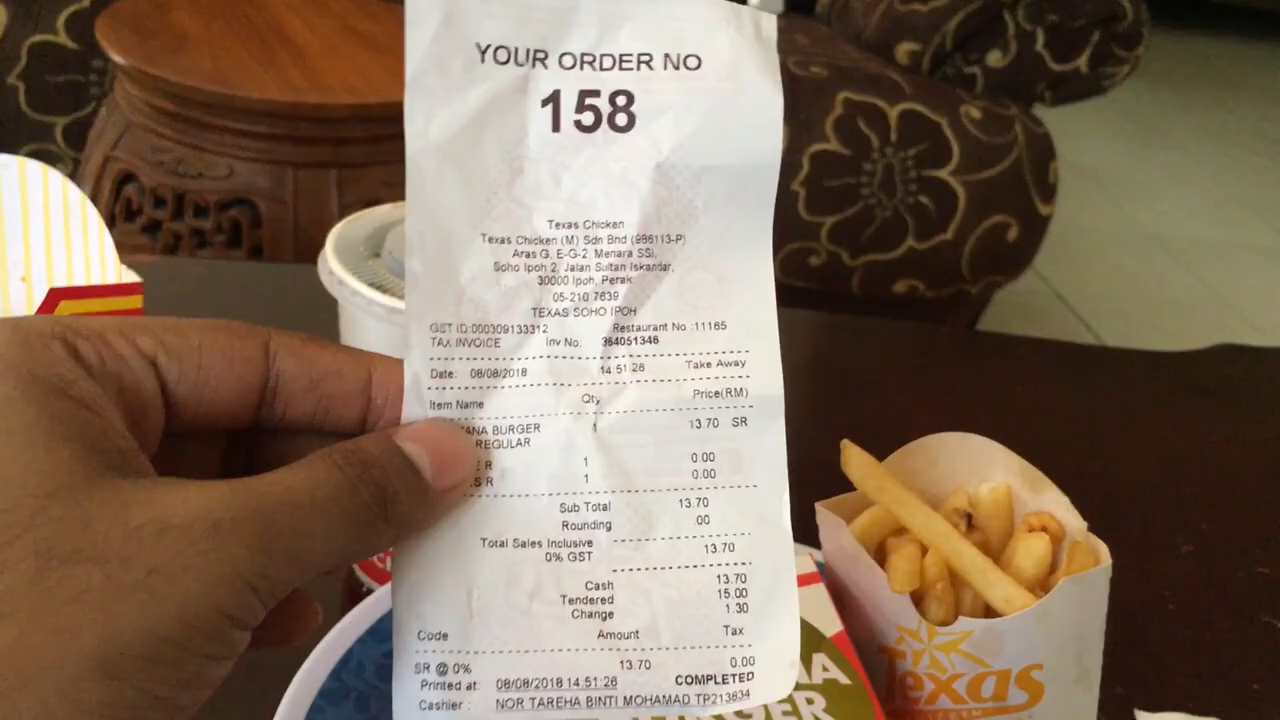 YOUR ORDER NO
158
Texas Chicken
Texas Chicken (M) Sdn Bhd (986113-P)
Aras G, E-G-2, Menara SSI,
Soho Ipoh 2, Jalan Sultan Iskandar,
30000 Ipoh, Perak
05-210 7639
TEXAS SOHO IPOH
GST ID:000309133312 Restaurant No :11165
TAX INVOICE Inv No: 364051346
Date: 08/08/2018 14:51:26 Take Away
Item Name Qty Price(RM)
ANA BURGER 1 13.70 SR
REGULAR
R 1 0.00
R 1 0.00
Sub Total 13.70
Rounding .00
Total Sales Inclusive
0% GST 13.70
Cash 13.70
Tendered 15.00
Change 1.30
Code Amount Tax
SR @ 0% 13.70 0.00
Printed at: 08/08/2018 14:51:26 COMPLETED
Cashier : NOR TAREHA BINTI MOHAMAD TP213834
NA
BURGER
Texas
CHICKEN